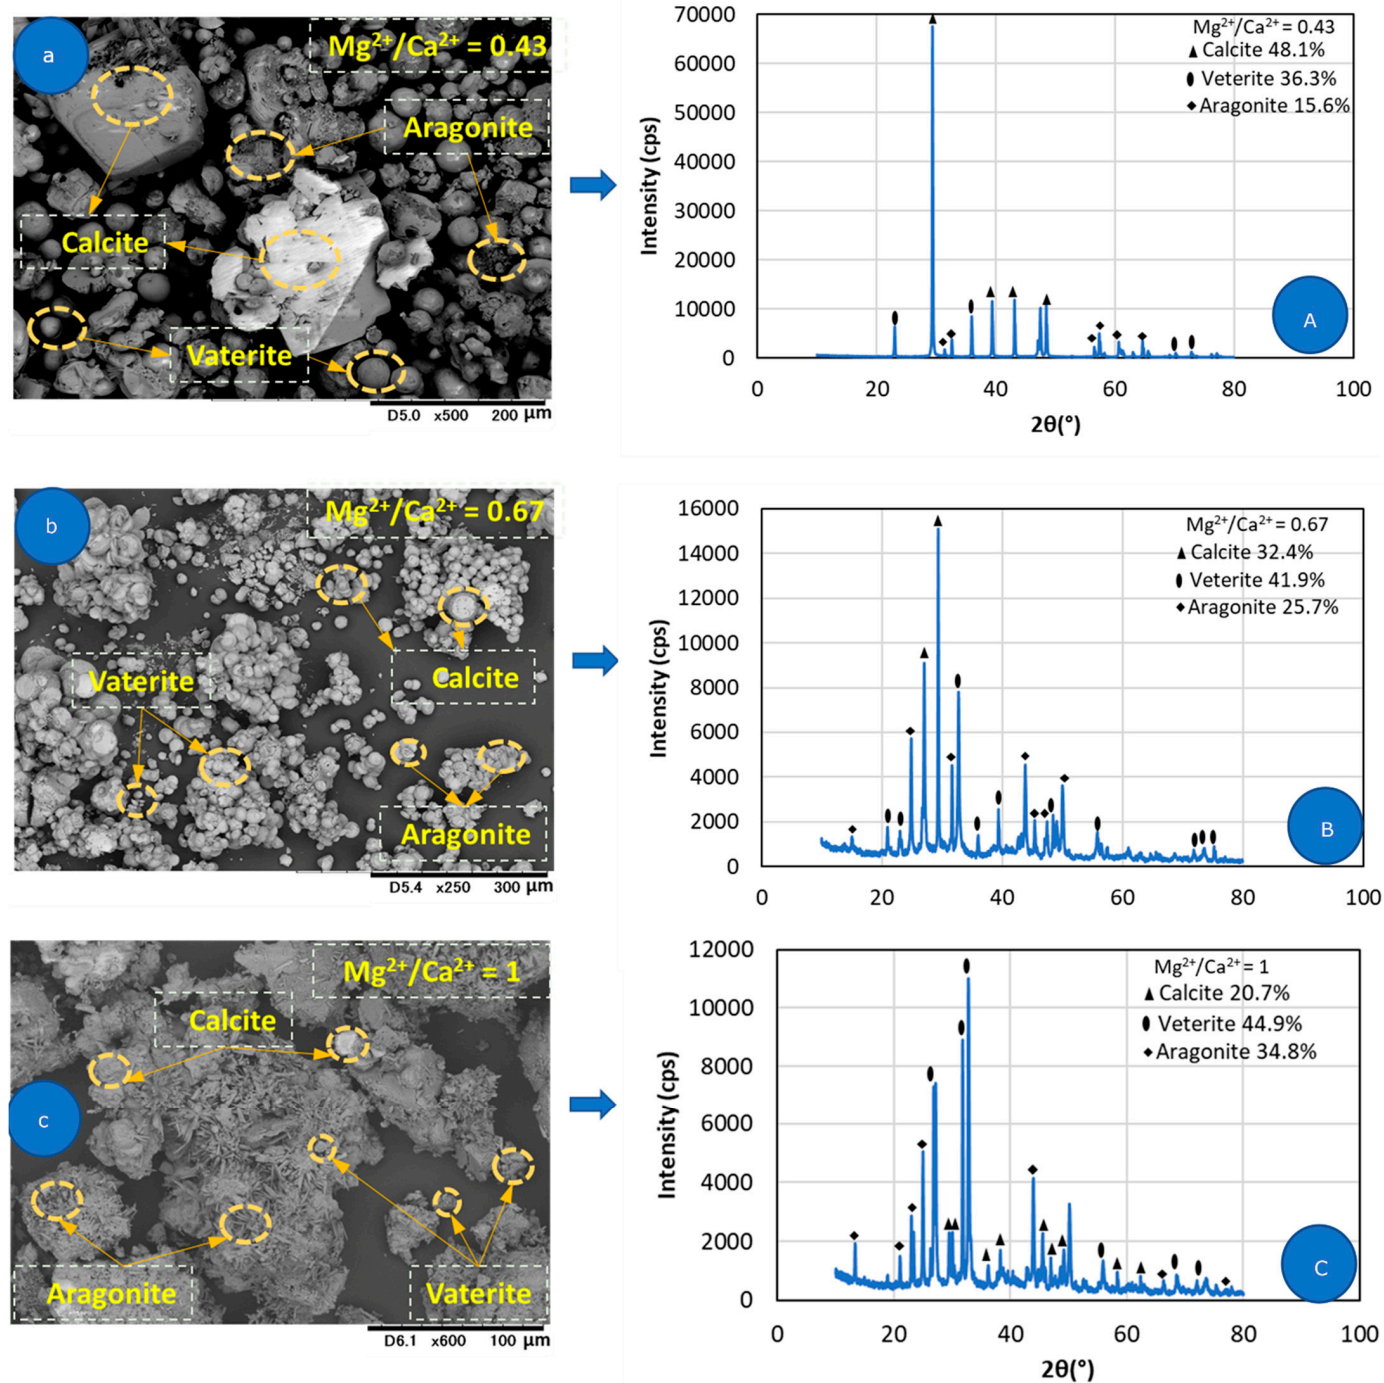 a
Mg²⁺/Ca²⁺ = 0.43
Aragonite
Calcite
Vaterite
D5.0 x500 200 µm
70000
60000
50000
40000
30000
20000
10000
0
Intensity (cps)
Mg²⁺/Ca²⁺ = 0.43
▲ Calcite 48.1%
⬮ Veterite 36.3%
◆ Aragonite 15.6%
A
0 20 40 60 80 100
2θ(°)
b
Mg²⁺/Ca²⁺ = 0.67
Vaterite
Calcite
Aragonite
D5.4 x250 300 µm
16000
14000
12000
10000
8000
6000
4000
2000
0
Intensity (cps)
Mg²⁺/Ca²⁺ = 0.67
▲ Calcite 32.4%
⬮ Veterite 41.9%
◆ Aragonite 25.7%
B
0 20 40 60 80 100
c
Mg²⁺/Ca²⁺ = 1
Calcite
Aragonite
Vaterite
D6.1 x600 100 µm
12000
10000
8000
6000
4000
2000
0
Intensity (cps)
Mg²⁺/Ca²⁺ = 1
▲ Calcite 20.7%
⬮ Veterite 44.9%
◆ Aragonite 34.8%
C
0 20 40 60 80 100
2θ(°)